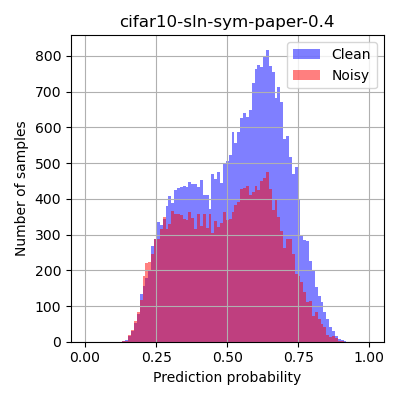 cifar10-sln-sym-paper-0.4
Clean
Noisy
Number of samples
800
700
600
500
400
300
200
100
0
0.00 0.25 0.50 0.75 1.00
Prediction probability